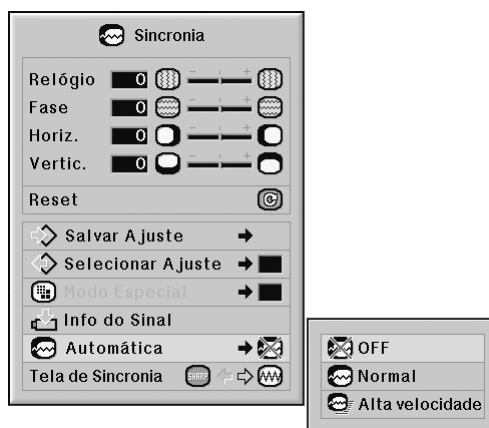 Sincronia
Relógio 0 - +
Fase 0 - +
Horiz. 0 - +
Vertic. 0 - +
Reset
Salvar Ajuste
Selecionar Ajuste
Modo Especial
Info do Sinal
Automática
Tela de Sincronia SHARP
OFF
Normal
Alta velocidade